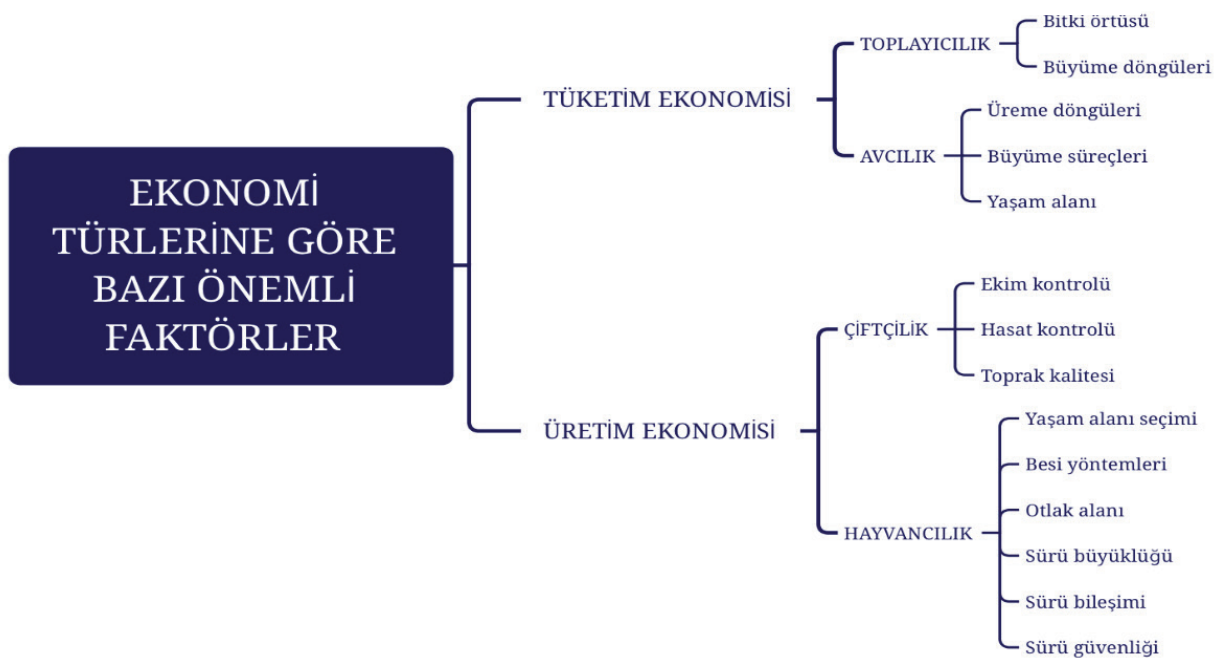 EKONOMİ
TÜRLERİNE GÖRE
BAZI ÖNEMLİ
FAKTÖRLER
TÜKETİM EKONOMİSİ
TOPLAYICILIK
Bitki örtüsü
Büyüme döngüleri
AVCILIK
Üreme döngüleri
Büyüme süreçleri
Yaşam alanı
ÜRETİM EKONOMİSİ
ÇİFTÇİLİK
Ekim kontrolü
Hasat kontrolü
Toprak kalitesi
HAYVANCILIK
Yaşam alanı seçimi
Besi yöntemleri
Otlak alanı
Sürü büyüklüğü
Sürü bileşimi
Sürü güvenliği